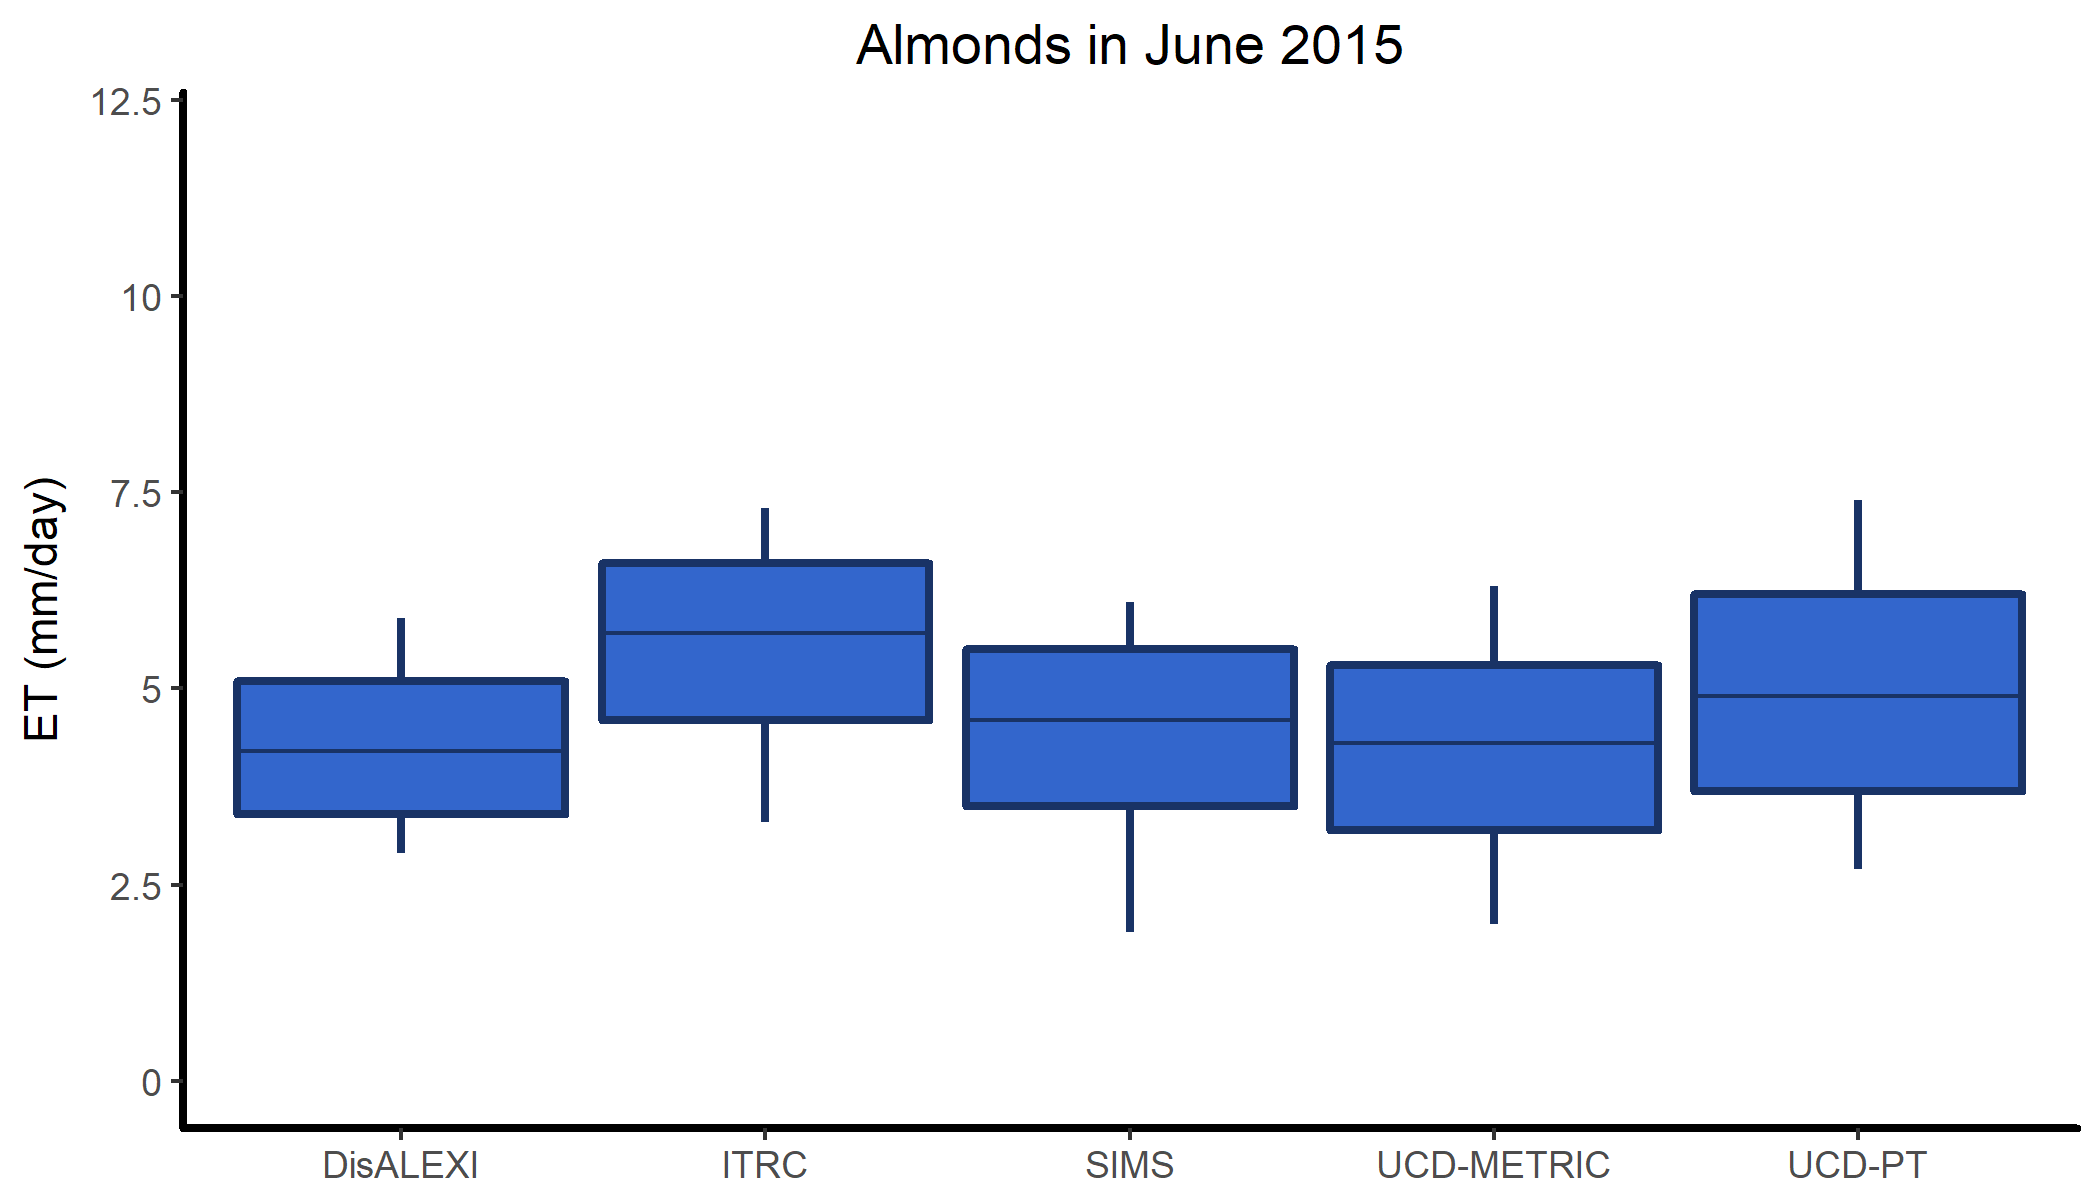 Almonds in June 2015
12.5
10
7.5
5
2.5
0
ET (mm/day)
DisALEXI ITRC SIMS UCD-METRIC UCD-PT